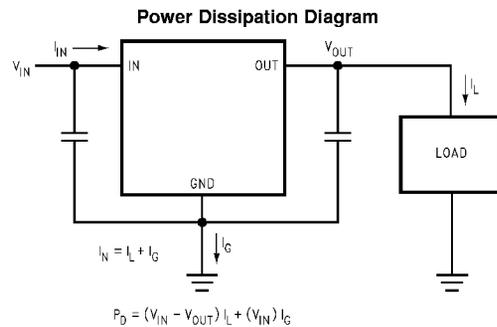 Power Dissipation Diagram
I_IN
V_OUT
V_IN
IN
OUT
I_L
LOAD
GND
I_N = I_L + I_G
I_G
P_D = (V_IN − V_OUT) I_L + (V_IN) I_G